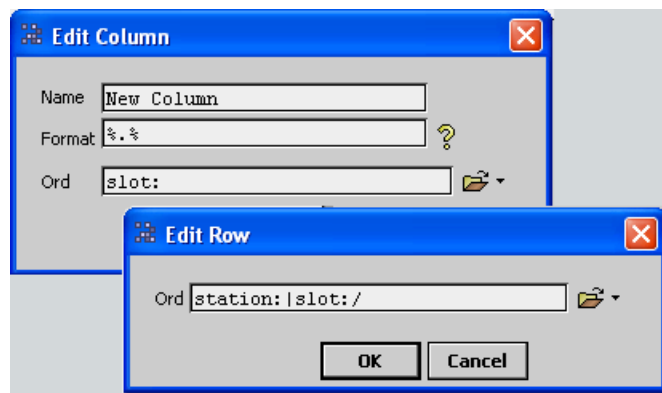 Edit Column
Name New Column
Format %.%
Ord slot:
Edit Row
Ord station:|slot:/
OK Cancel